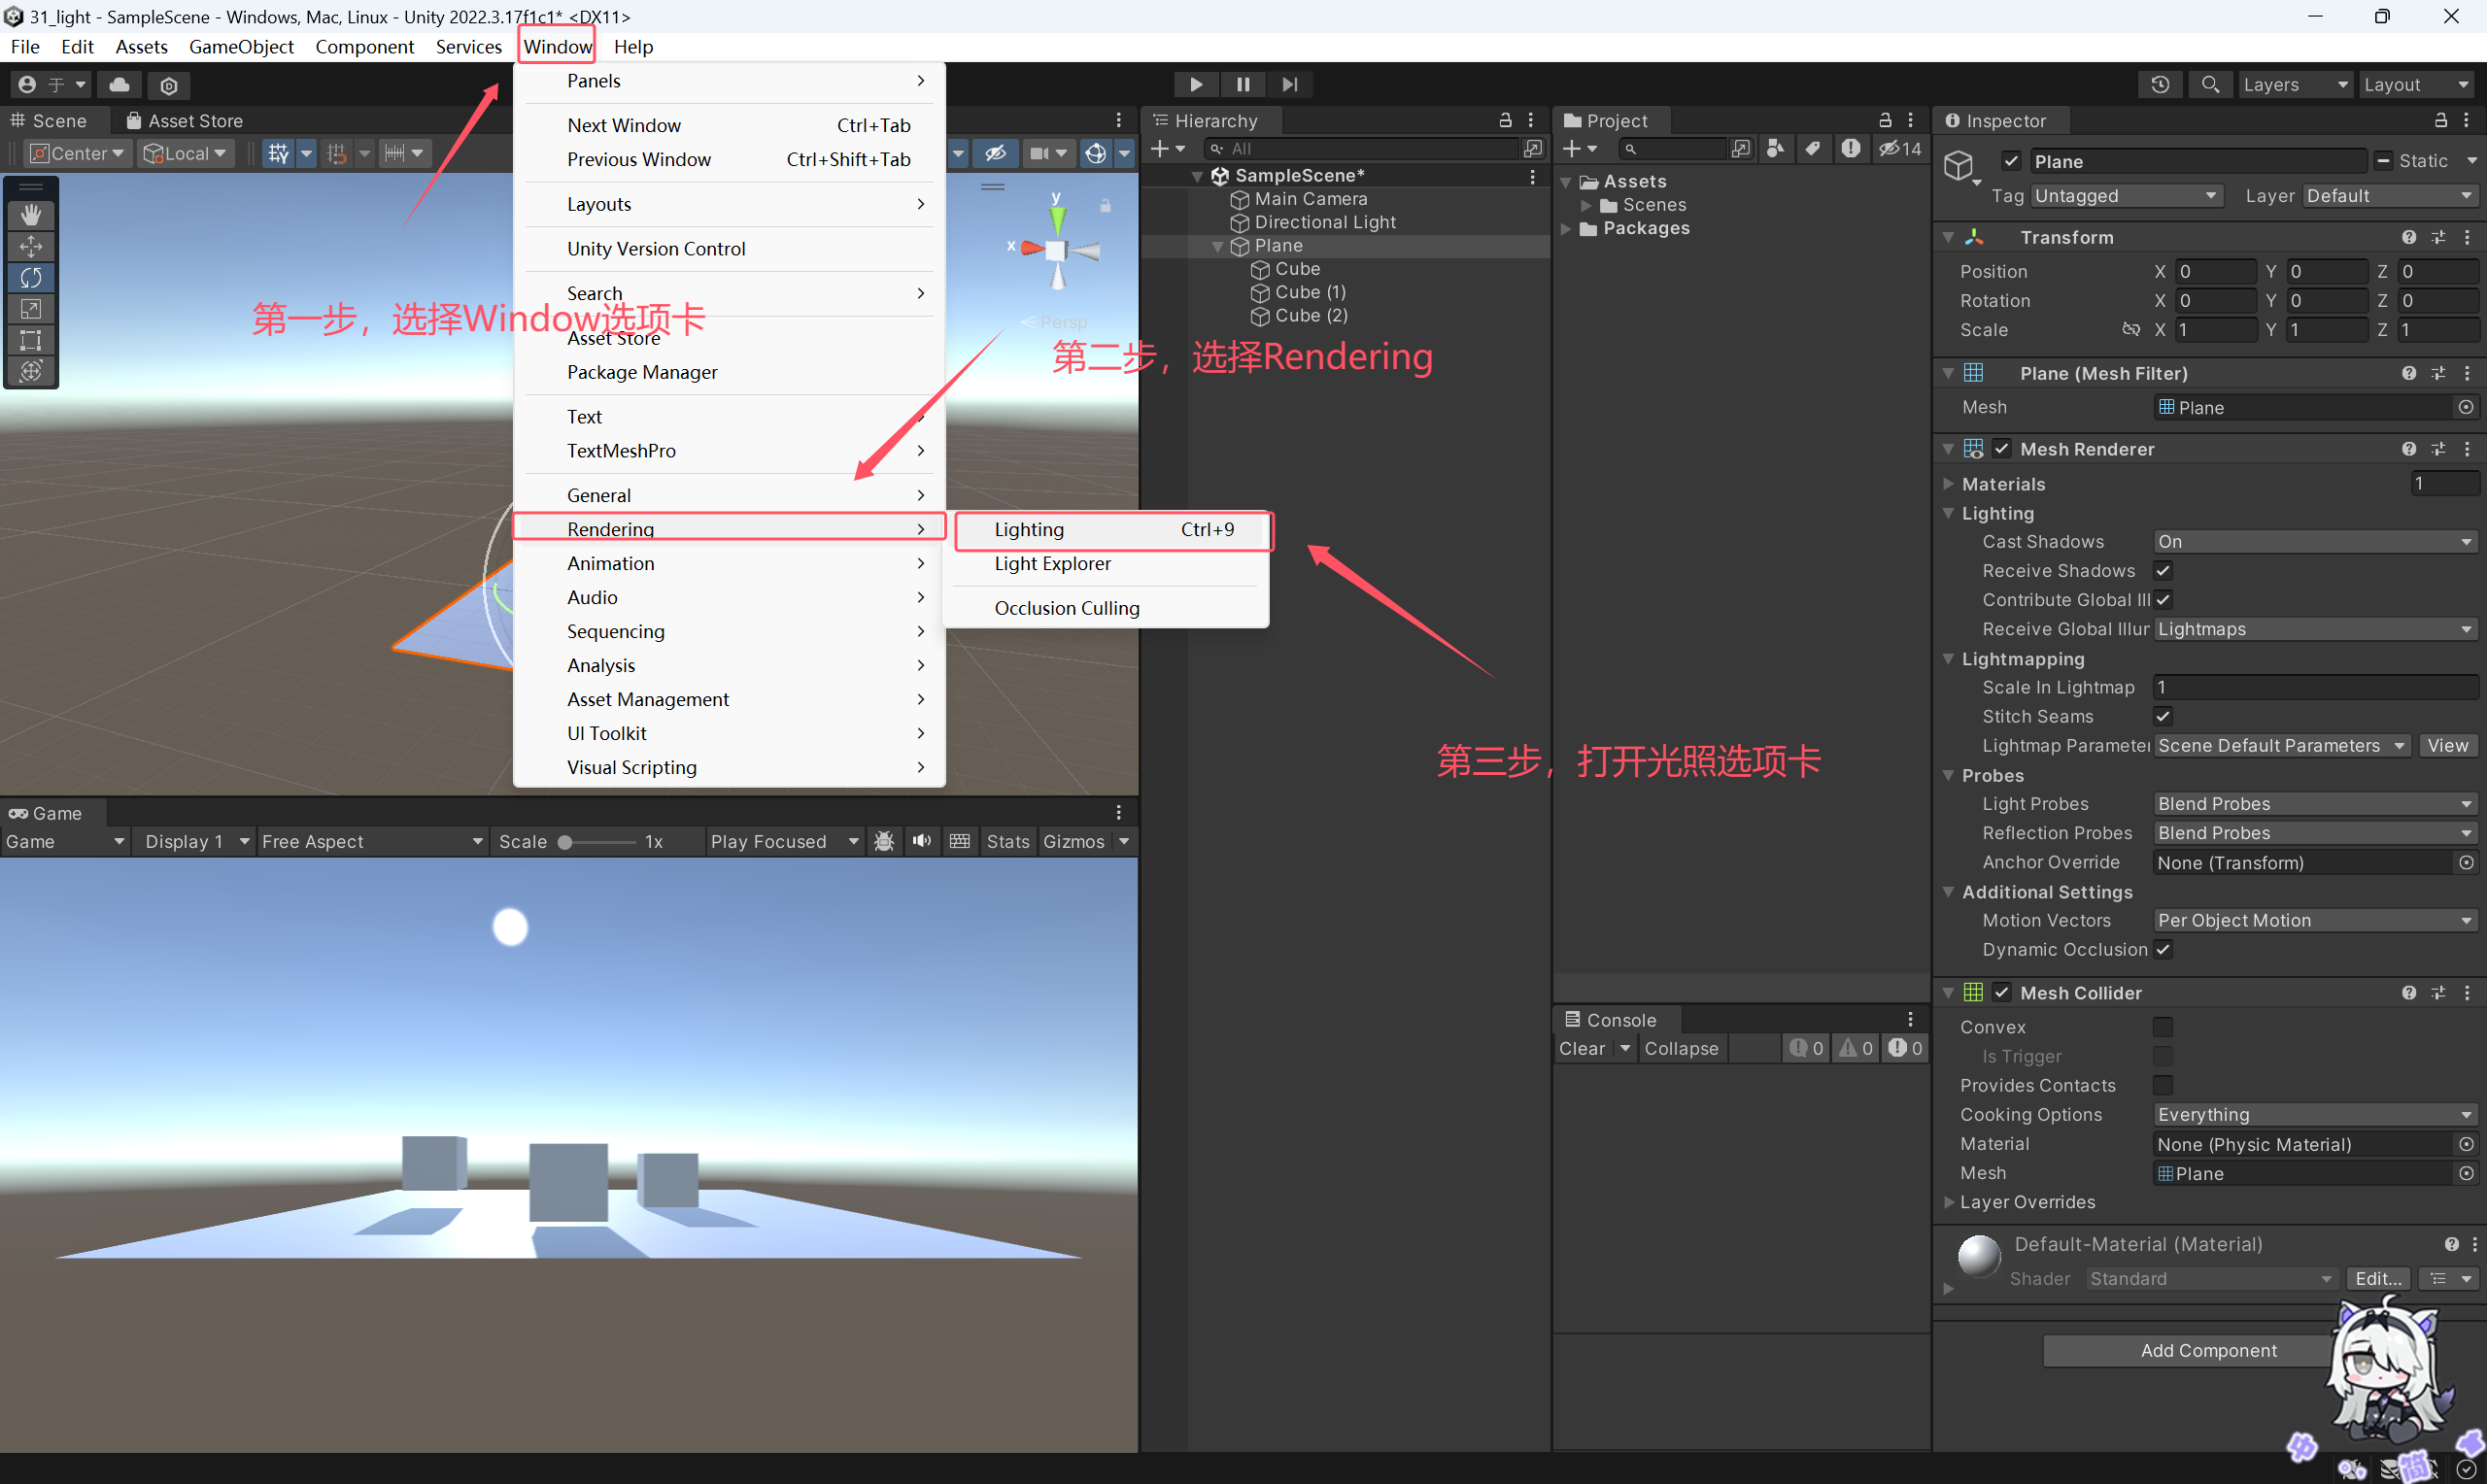 31_light - SampleScene - Windows, Mac, Linux - Unity 2022.3.17f1c1* <DX11>
File Edit Assets GameObject Component Services Window Help
于
Layers Layout
Scene Asset Store
Center Local
Panels
Next Window Ctrl+Tab
Previous Window Ctrl+Shift+Tab
Layouts
Unity Version Control
Search
Asset Store
Package Manager
Text
TextMeshPro
General
Rendering
Animation
Audio
Sequencing
Analysis
Asset Management
UI Toolkit
Visual Scripting
Lighting Ctrl+9
Light Explorer
Occlusion Culling
第一步，选择Window选项卡
第二步，选择Rendering
第三步，打开光照选项卡
y
x
Persp
Game
Game Display 1 Free Aspect Scale 1x Play Focused Stats Gizmos
Hierarchy
All
SampleScene*
Main Camera
Directional Light
Plane
Cube
Cube (1)
Cube (2)
Project
14
Assets
Scenes
Packages
Console
Clear Collapse 0 0 0
Inspector
Plane Static
Tag Untagged Layer Default
Transform
Position X 0 Y 0 Z 0
Rotation X 0 Y 0 Z 0
Scale X 1 Y 1 Z 1
Plane (Mesh Filter)
Mesh Plane
Mesh Renderer
Materials 1
Lighting
Cast Shadows On
Receive Shadows
Contribute Global Ill
Receive Global Illur Lightmaps
Lightmapping
Scale In Lightmap 1
Stitch Seams
Lightmap Parameter Scene Default Parameters View
Probes
Light Probes Blend Probes
Reflection Probes Blend Probes
Anchor Override None (Transform)
Additional Settings
Motion Vectors Per Object Motion
Dynamic Occlusion
Mesh Collider
Convex
Is Trigger
Provides Contacts
Cooking Options Everything
Material None (Physic Material)
Mesh Plane
Layer Overrides
Default-Material (Material)
Shader Standard Edit...
Add Component
中
简